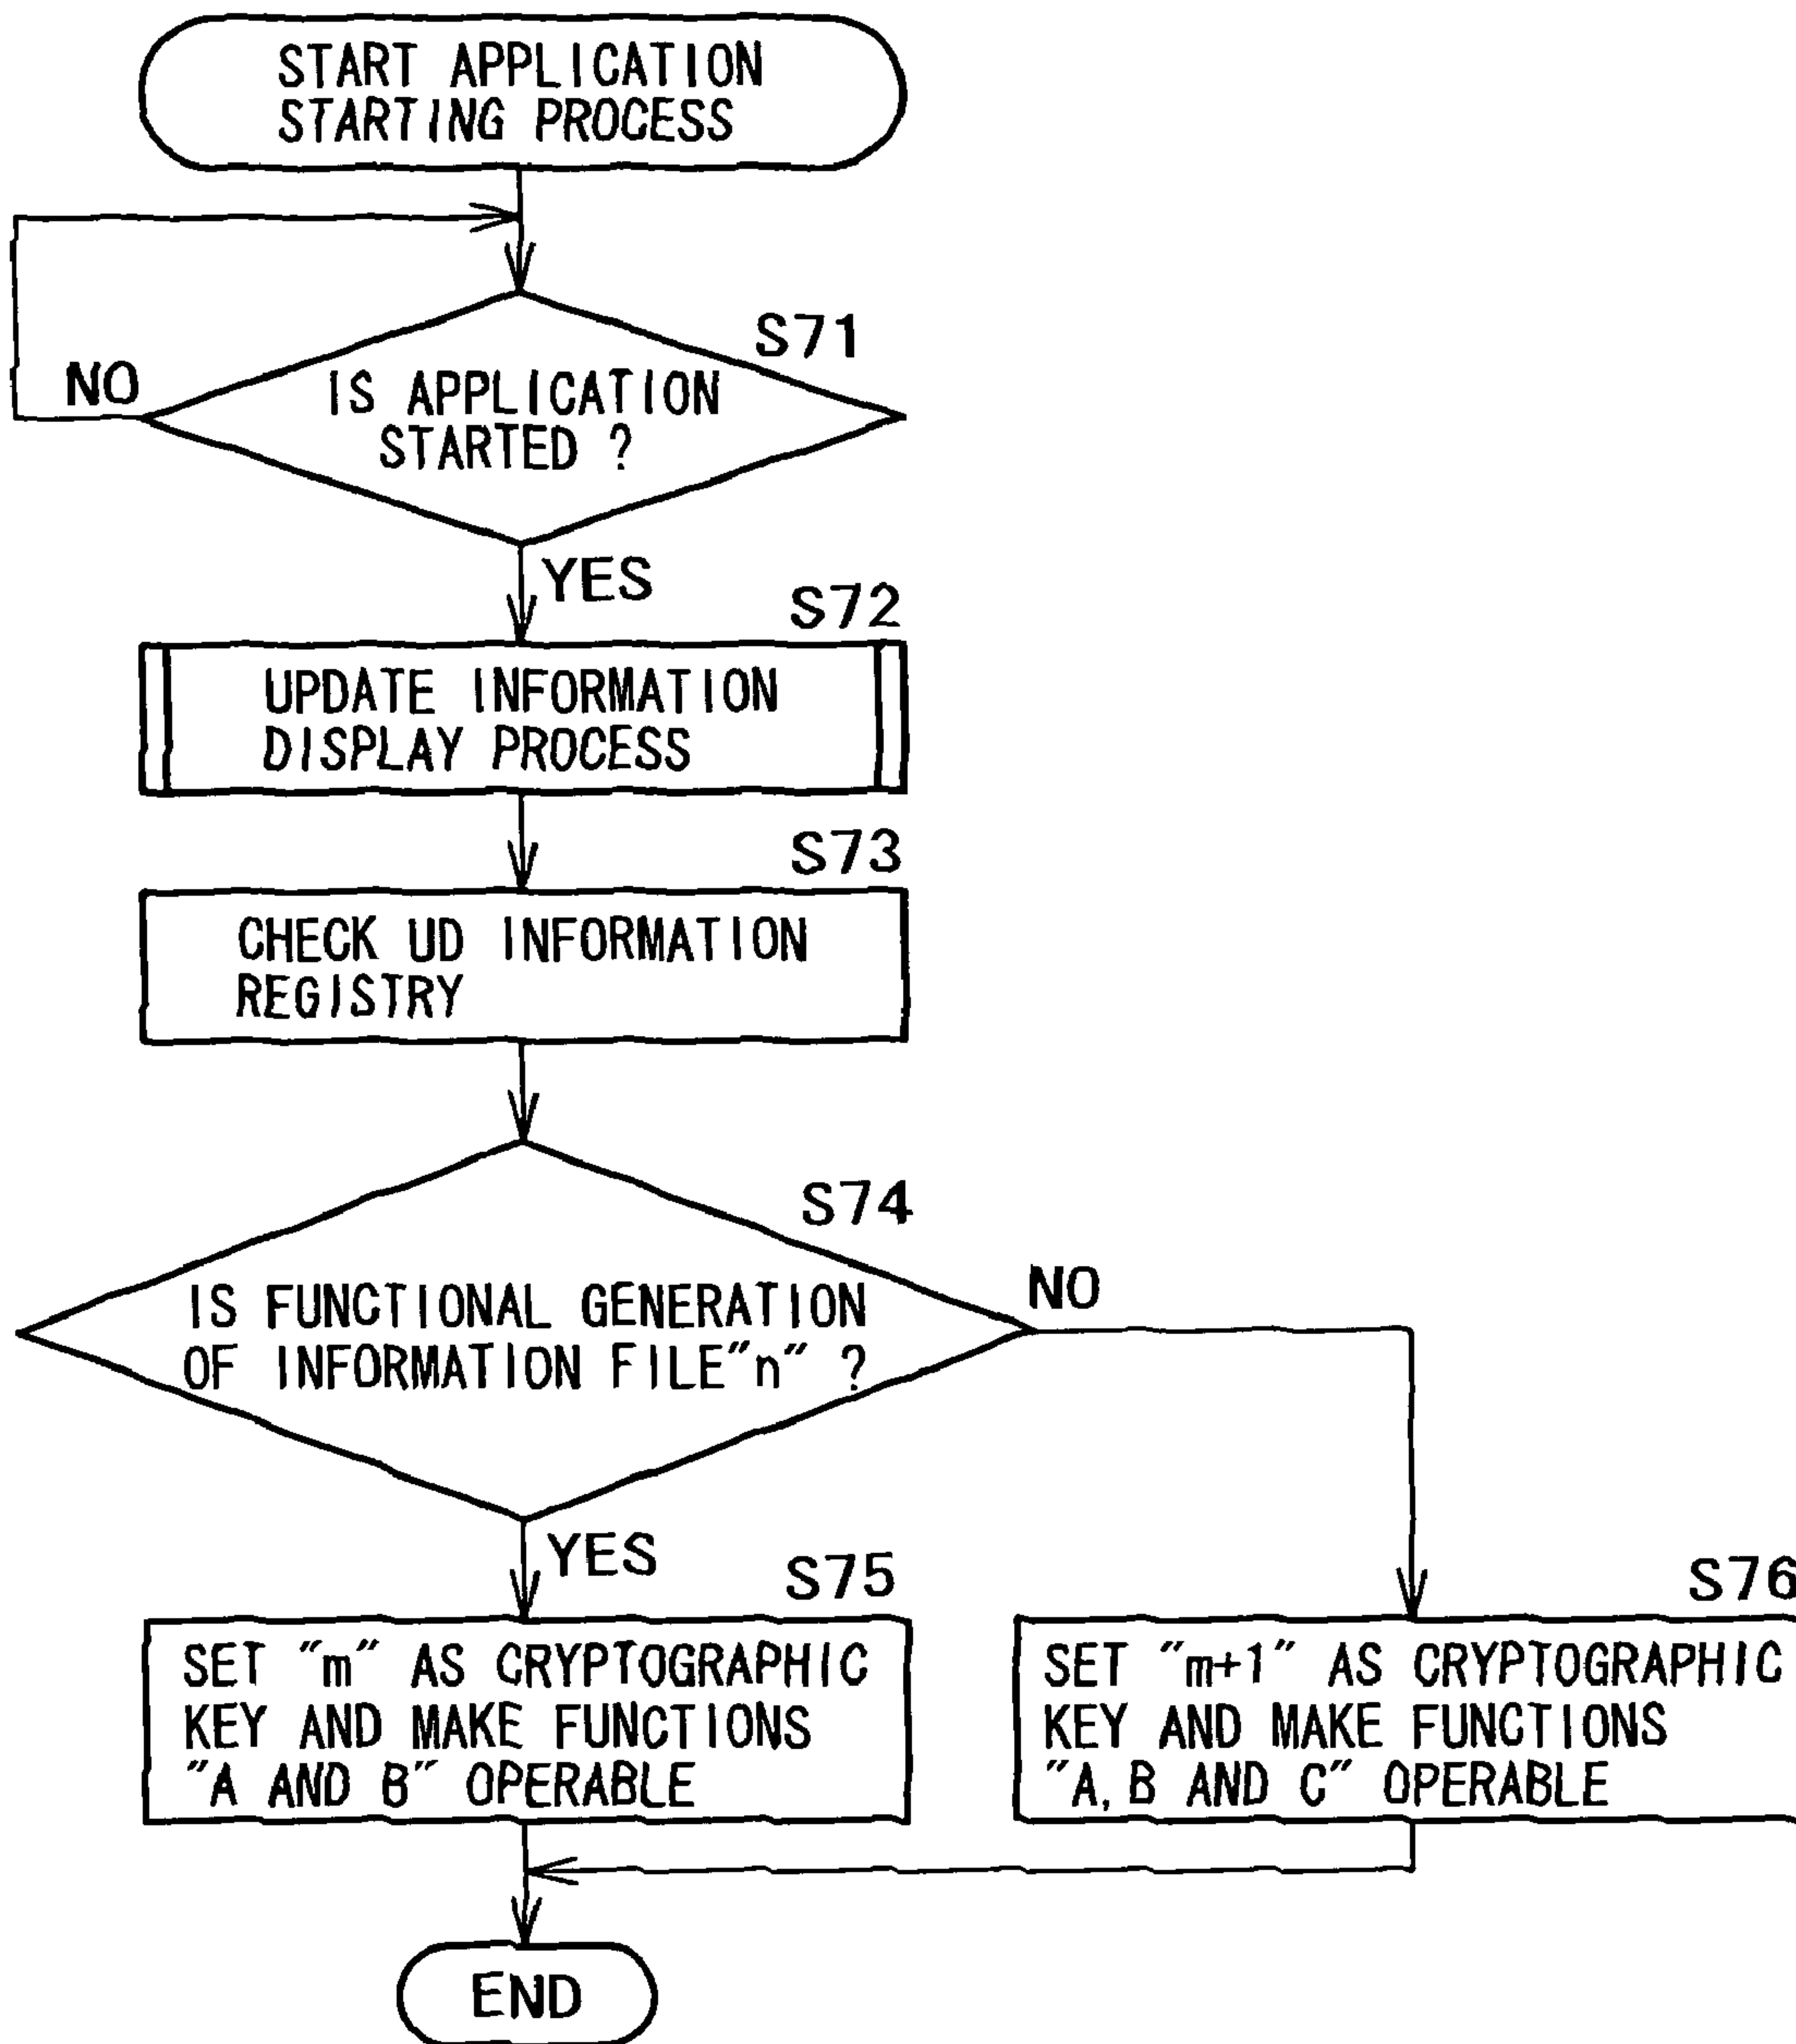 START APPLICATION
STARTING PROCESS
S71
NO
IS APPLICATION
STARTED ?
YES
S72
UPDATE INFORMATION
DISPLAY PROCESS
S73
CHECK UD INFORMATION
REGISTRY
S74
NO
IS FUNCTIONAL GENERATION
OF INFORMATION FILE"n" ?
YES
S75
SET "m" AS CRYPTOGRAPHIC
KEY AND MAKE FUNCTIONS
"A AND B" OPERABLE
S76
SET "m+1" AS CRYPTOGRAPHIC
KEY AND MAKE FUNCTIONS
"A, B AND C" OPERABLE
END